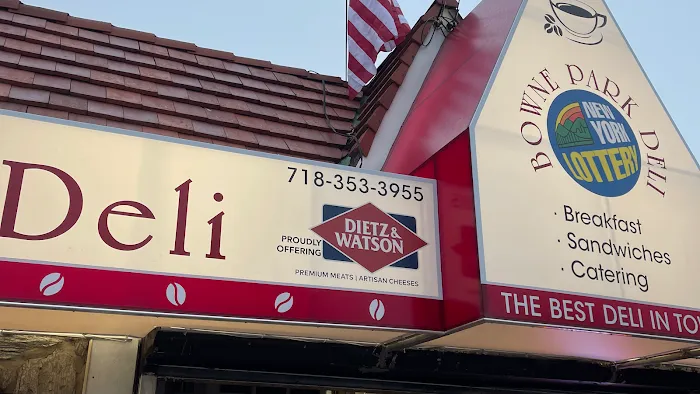 Deli
718-353-3955
PROUDLY
OFFERING
DIETZ &
WATSON
PREMIUM MEATS | ARTISAN CHEESES
BOWNE PARK DELI
NEW
YORK
LOTTERY
· Breakfast
· Sandwiches
· Catering
THE BEST DELI IN